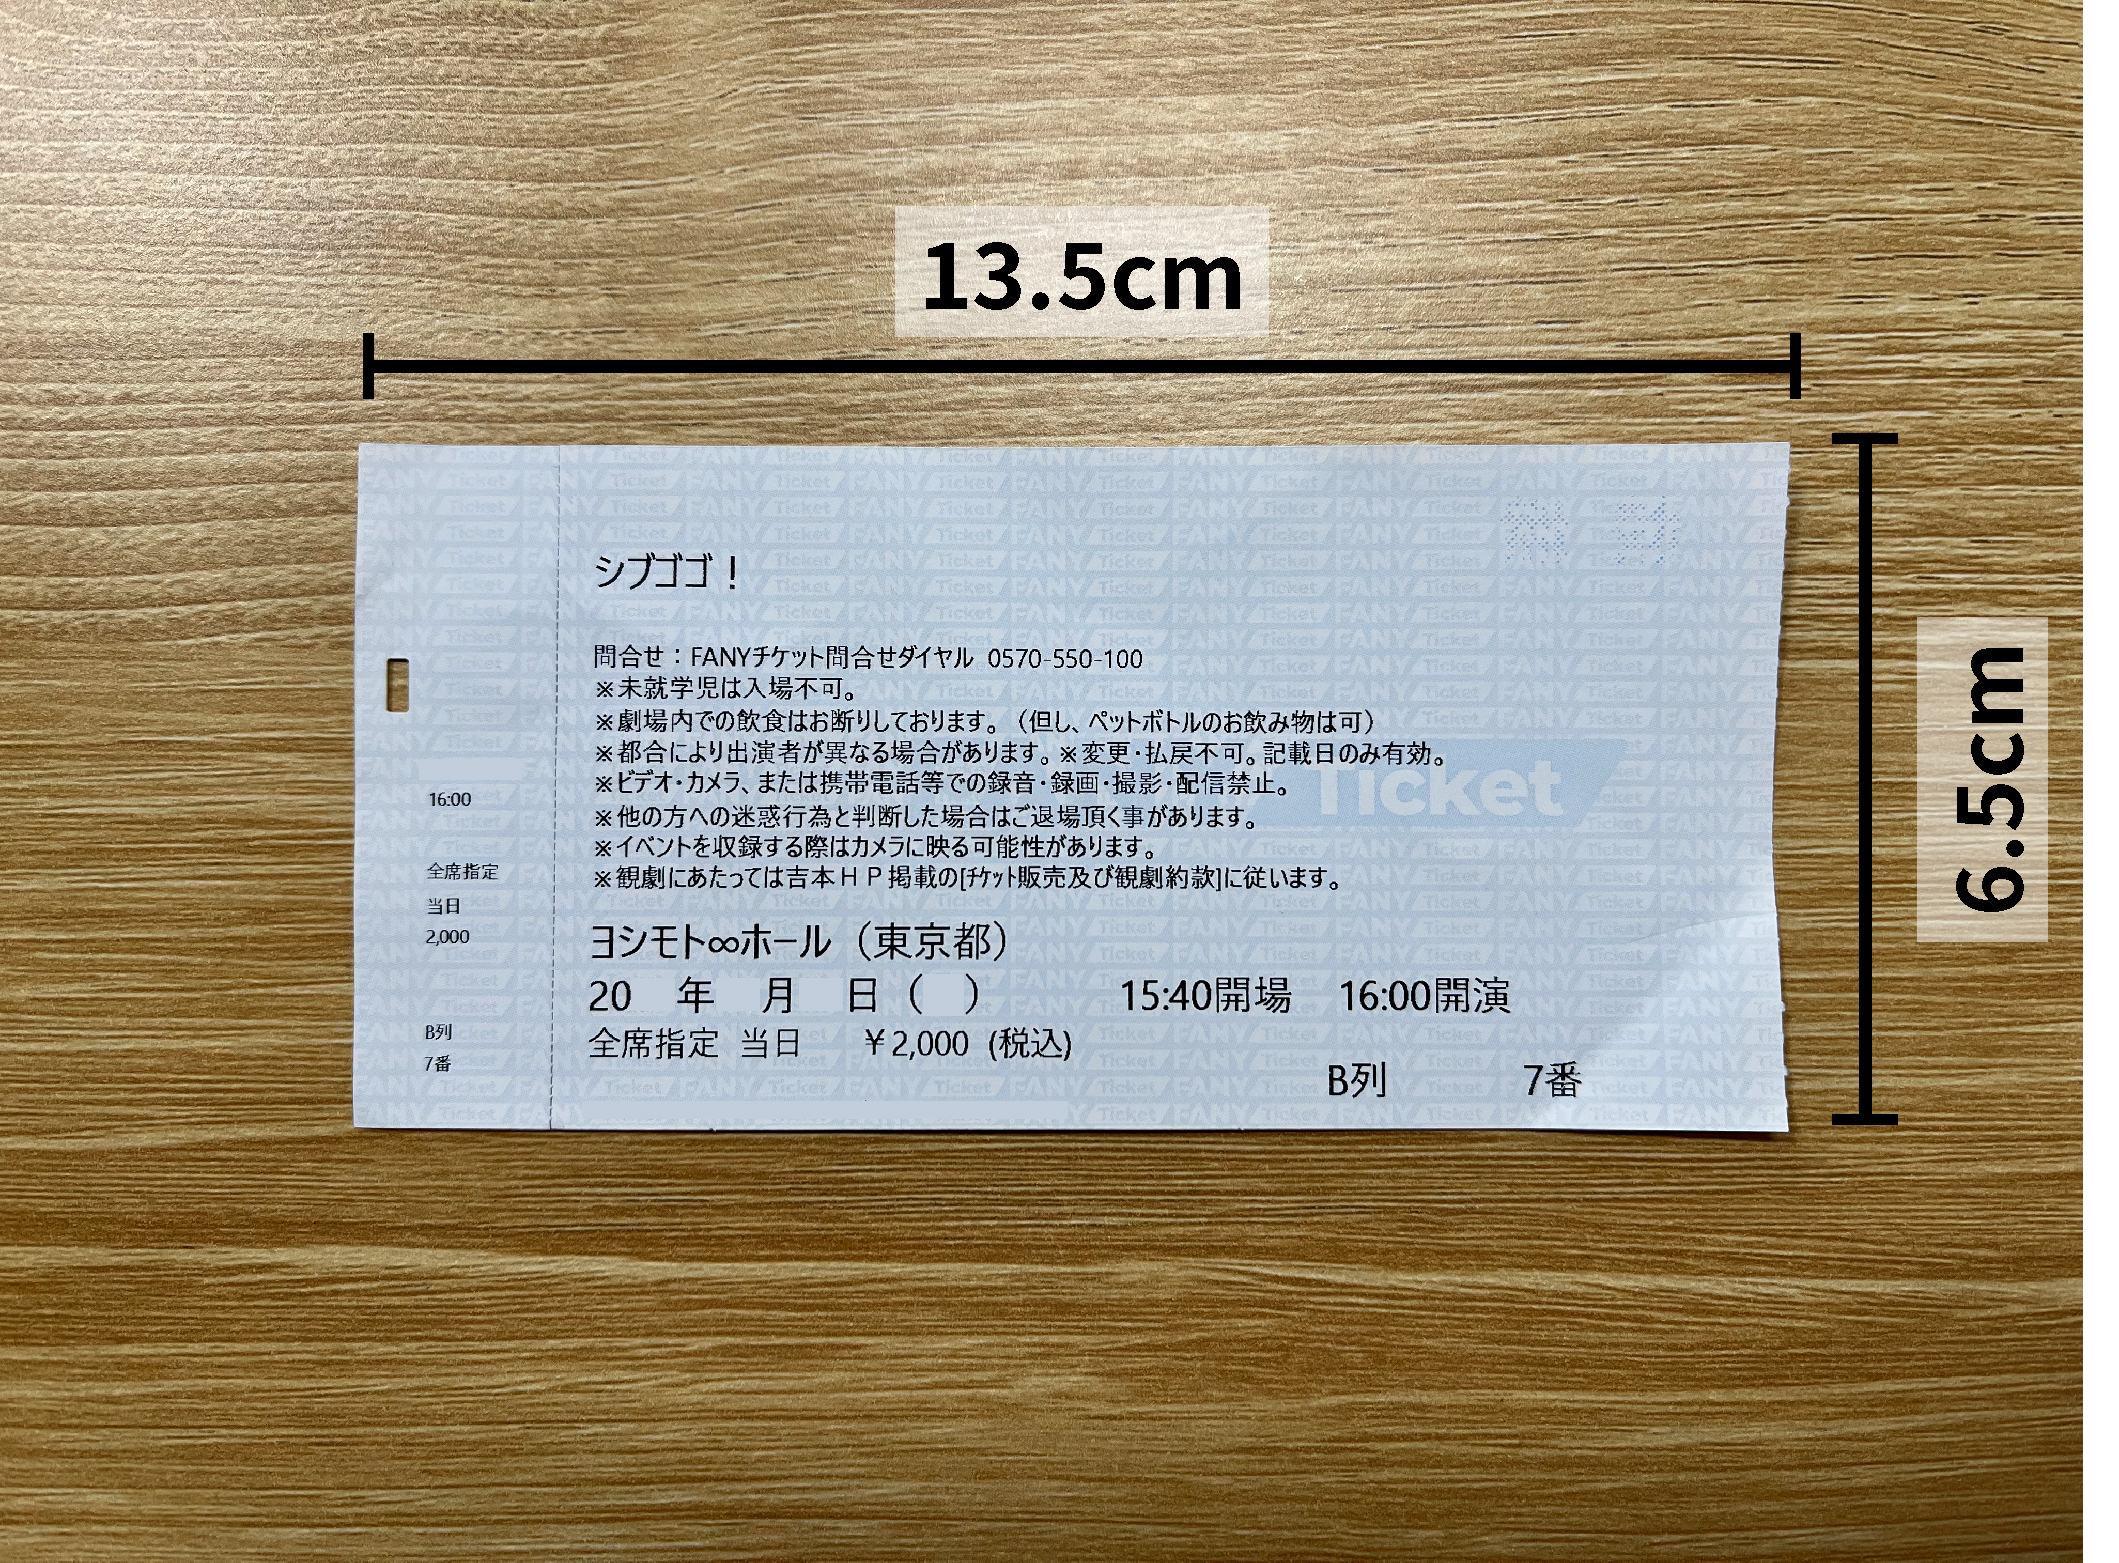 13.5cm
6.5cm
シブゴゴ！
問合せ：FANYチケット問合せダイヤル 0570-550-100
※未就学児は入場不可。
※劇場内での飲食はお断りしております。（但し、ペットボトルのお飲み物は可）
※都合により出演者が異なる場合があります。※変更・払戻不可。記載日のみ有効。
※ビデオ・カメラ、または携帯電話等での録音・録画・撮影・配信禁止。
※他の方への迷惑行為と判断した場合はご退場頂く事があります。
※イベントを収録する際はカメラに映る可能性があります。
※観劇にあたっては吉本ＨＰ掲載の[ﾁｹｯﾄ販売及び観劇約款]に従います。
Ticket
ヨシモト∞ホール（東京都）
20 年 月 日（ ） 15:40開場 16:00開演
全席指定 当日 ￥2,000 (税込)
B列 7番
16:00
全席指定
当日
2,000
B列
7番